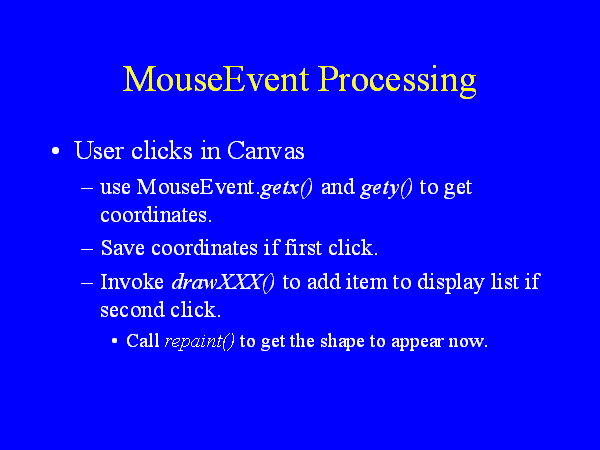 MouseEvent Processing
• User clicks in Canvas
– use MouseEvent.getx() and gety() to get
coordinates.
– Save coordinates if first click.
– Invoke drawXXX() to add item to display list if
second click.
• Call repaint() to get the shape to appear now.